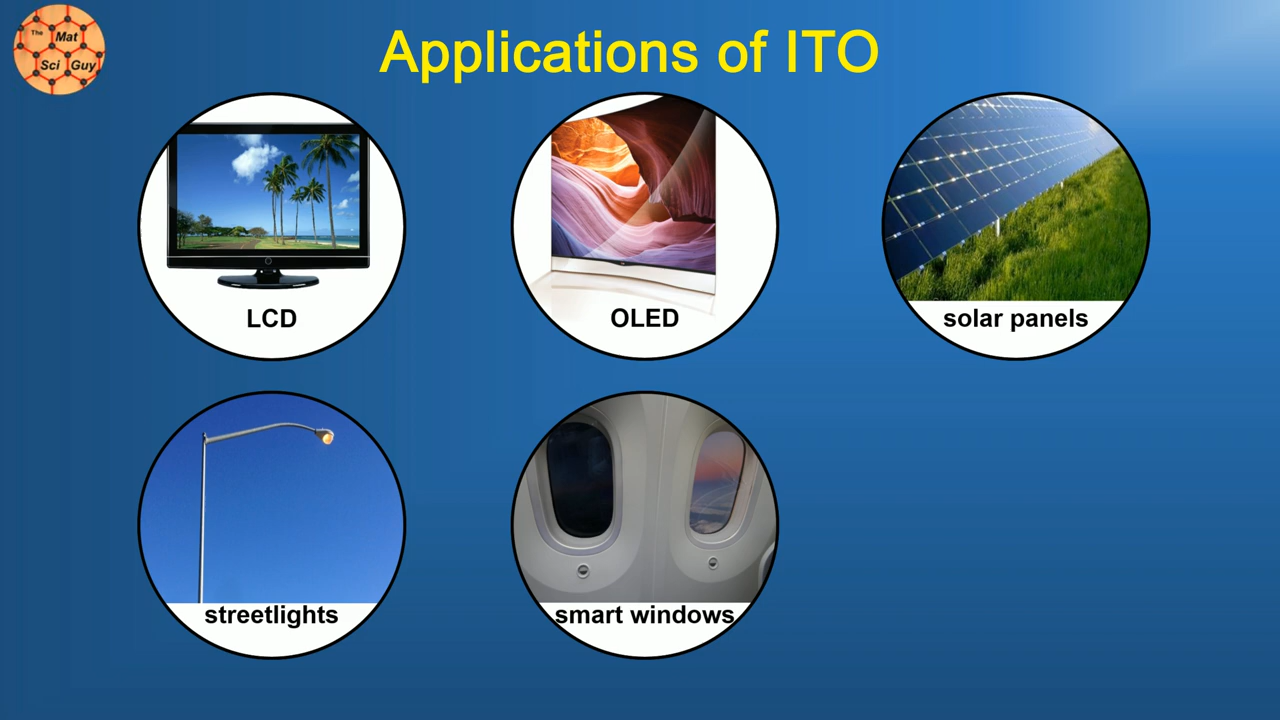 The
Mat
Sci Guy
Applications of ITO
LCD
OLED
solar panels
streetlights
smart windows